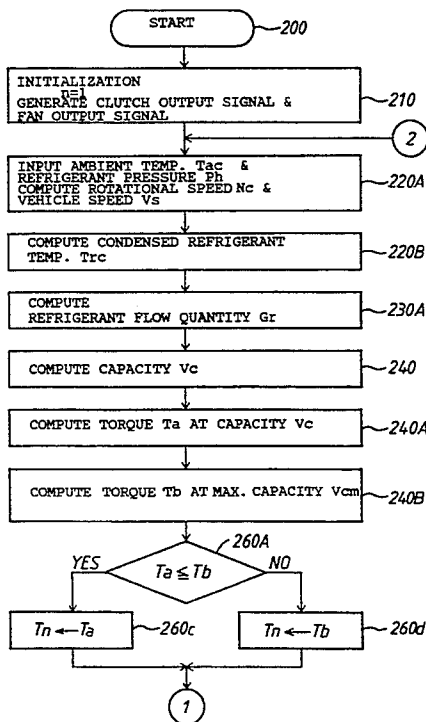 START
200
INITIALIZATION
n=1
GENERATE CLUTCH OUTPUT SIGNAL &
FAN OUTPUT SIGNAL
210
2
INPUT AMBIENT TEMP. Tac &
REFRIGERANT PRESSURE Ph
COMPUTE ROTATIONAL SPEED Nc &
VEHICLE SPEED Vs
220A
COMPUTE CONDENSED REFRIGERANT
TEMP. Trc
220B
COMPUTE
REFRIGERANT FLOW QUANTITY Gr
230A
COMPUTE CAPACITY Vc
240
COMPUTE TORQUE Ta AT CAPACITY Vc
240A
COMPUTE TORQUE Tb AT MAX. CAPACITY Vcm
240B
260A
YES
Ta ≦ Tb
NO
Tn ← Ta
260c
Tn ← Tb
260d
1